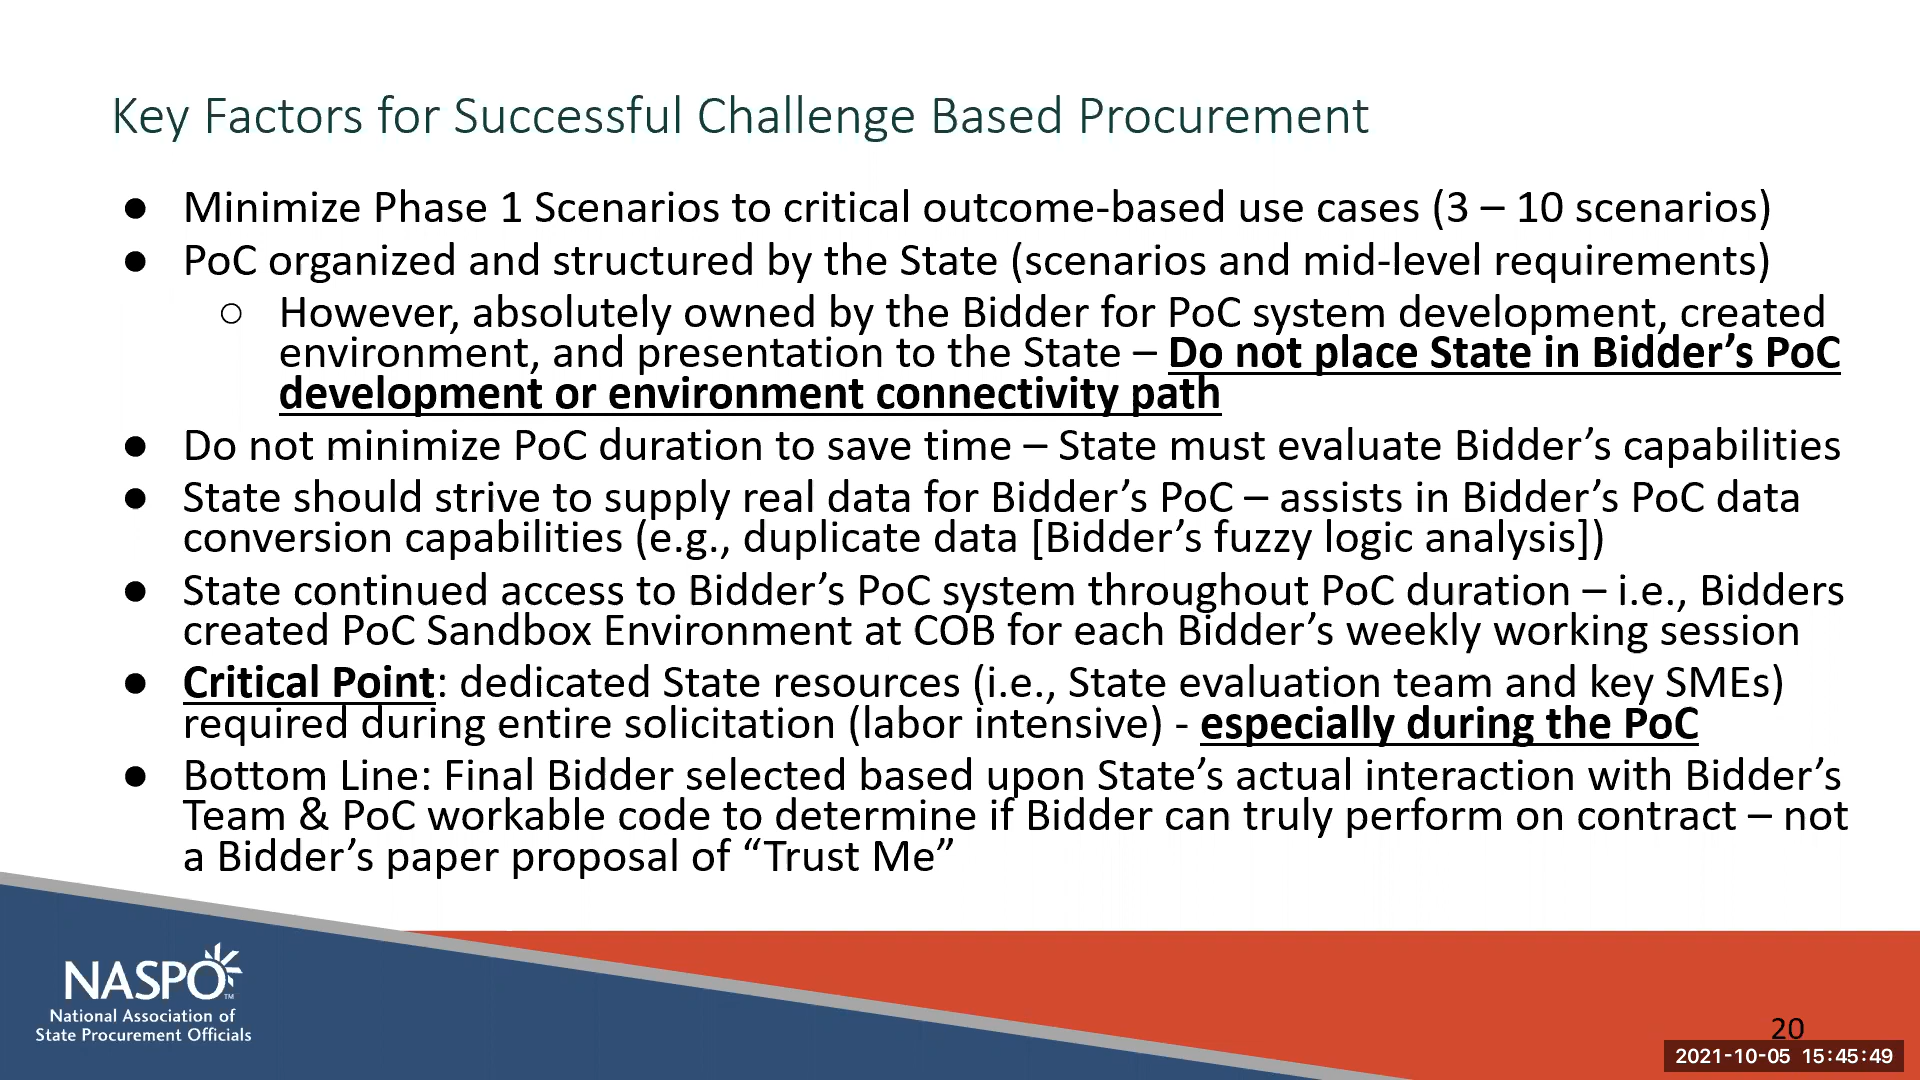 Key Factors for Successful Challenge Based Procurement
● Minimize Phase 1 Scenarios to critical outcome-based use cases (3 – 10 scenarios)
● PoC organized and structured by the State (scenarios and mid-level requirements)
○ However, absolutely owned by the Bidder for PoC system development, created
environment, and presentation to the State – Do not place State in Bidder’s PoC
development or environment connectivity path
● Do not minimize PoC duration to save time – State must evaluate Bidder’s capabilities
● State should strive to supply real data for Bidder’s PoC – assists in Bidder’s PoC data
conversion capabilities (e.g., duplicate data [Bidder’s fuzzy logic analysis])
● State continued access to Bidder’s PoC system throughout PoC duration – i.e., Bidders
created PoC Sandbox Environment at COB for each Bidder’s weekly working session
● Critical Point: dedicated State resources (i.e., State evaluation team and key SMEs)
required during entire solicitation (labor intensive) - especially during the PoC
● Bottom Line: Final Bidder selected based upon State’s actual interaction with Bidder’s
Team & PoC workable code to determine if Bidder can truly perform on contract – not
a Bidder’s paper proposal of “Trust Me”
NASPO™
National Association of
State Procurement Officials
20
2021-10-05 15:45:49